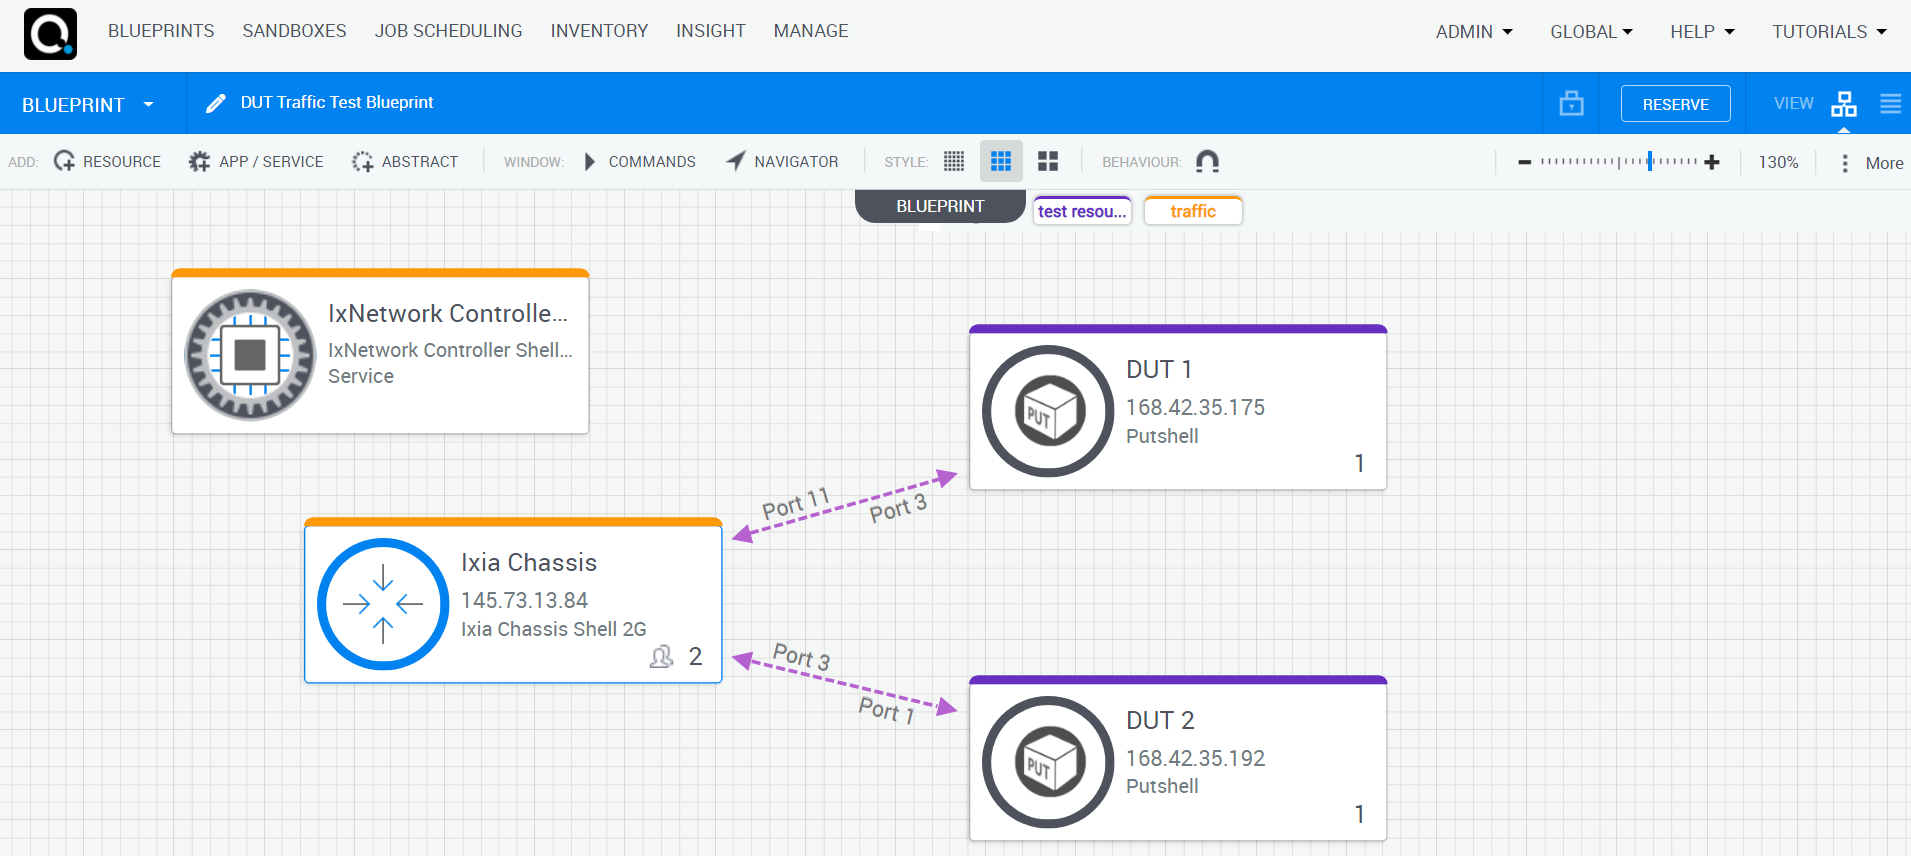 BLUEPRINTS SANDBOXES JOB SCHEDULING INVENTORY INSIGHT MANAGE ADMIN GLOBAL HELP TUTORIALS
BLUEPRINT DUT Traffic Test Blueprint RESERVE VIEW
ADD: RESOURCE APP / SERVICE ABSTRACT WINDOW: COMMANDS NAVIGATOR STYLE: BEHAVIOUR: 130% More
BLUEPRINT test resou... traffic
IxNetwork Controlle...
IxNetwork Controller Shell...
Service
DUT 1
168.42.35.175
Putshell
PUT
1
Port 11
Port 3
Ixia Chassis
145.73.13.84
Ixia Chassis Shell 2G
2
Port 3
Port 1
DUT 2
168.42.35.192
Putshell
PUT
1